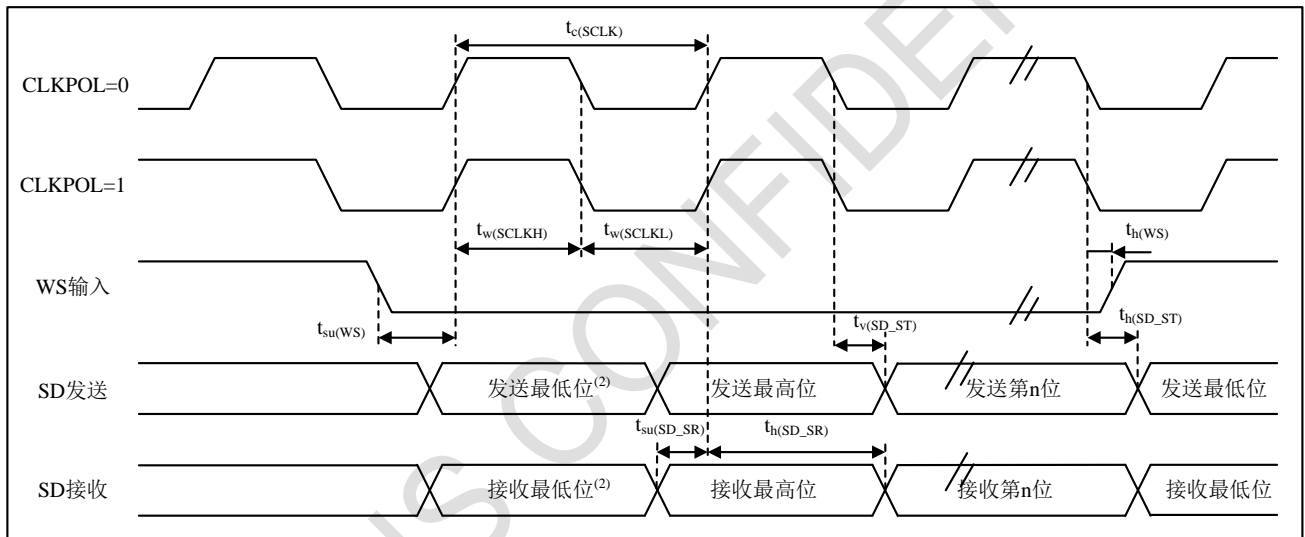 tc(SCLK)
CLKPOL=0
CLKPOL=1
tw(SCLKH) tw(SCLKL) th(WS)
WS输入
tsu(WS) tv(SD_ST) th(SD_ST)
SD发送 发送最低位(2) 发送最高位 发送第n位 发送最低位
tsu(SD_SR) th(SD_SR)
SD接收 接收最低位(2) 接收最高位 接收第n位 接收最低位
NS CONFIDEN